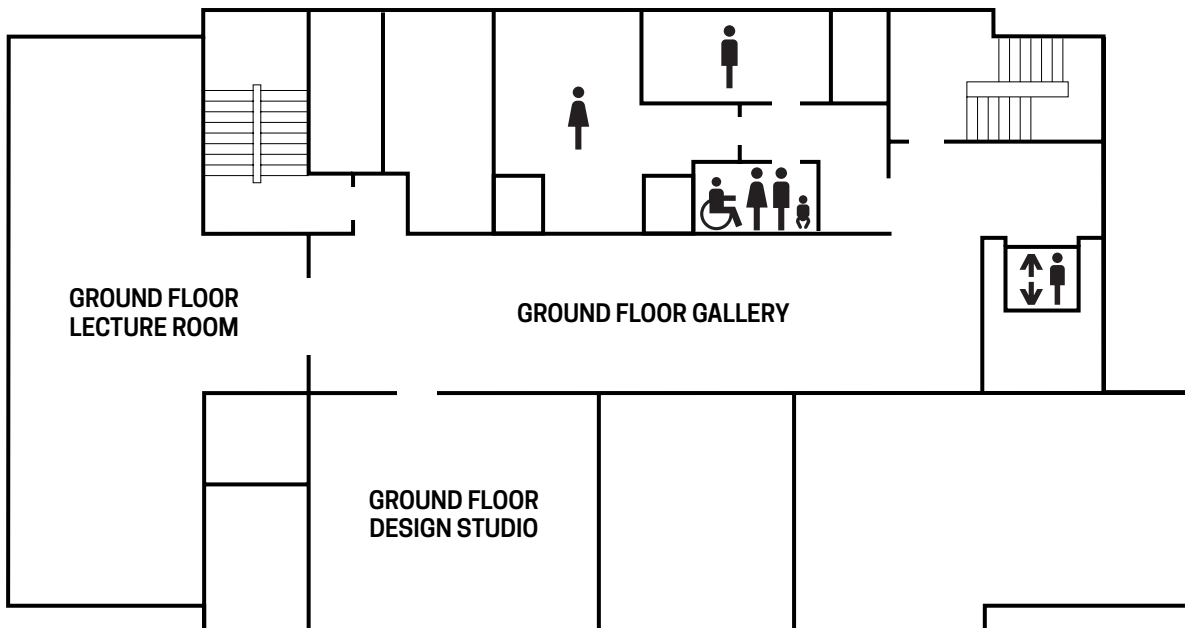 GROUND FLOOR
LECTURE ROOM
GROUND FLOOR GALLERY
GROUND FLOOR
DESIGN STUDIO